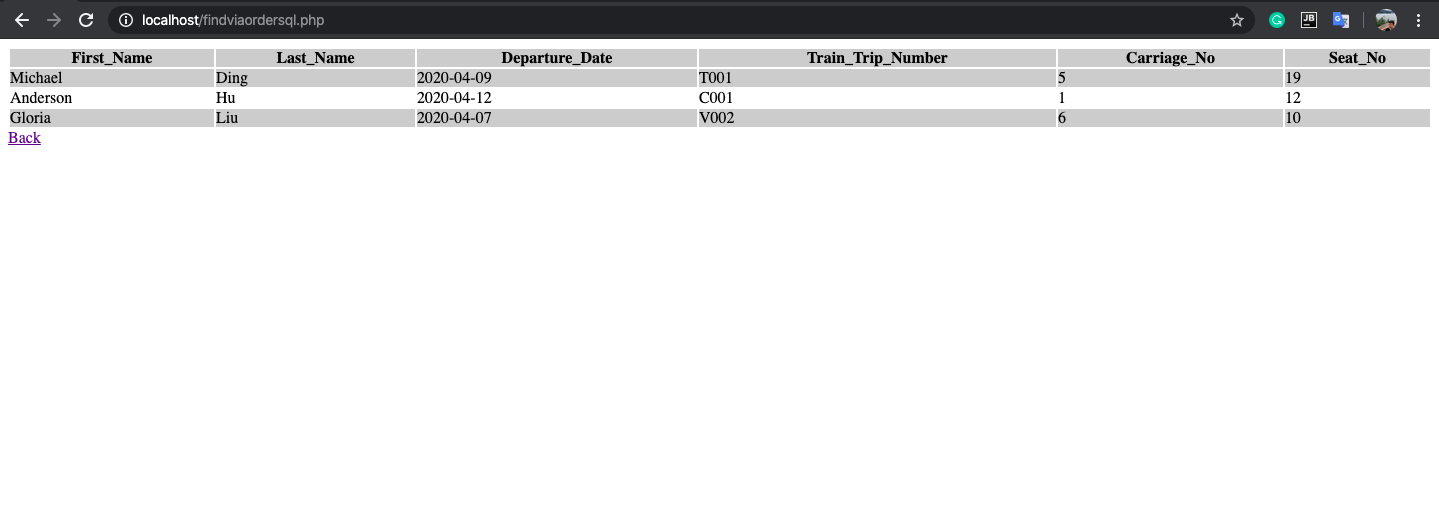 localhost/findviaordersql.php
JB
G
First_Name Last_Name Departure_Date Train_Trip_Number Carriage_No Seat_No
Michael Ding 2020-04-09 T001 5 19
Anderson Hu 2020-04-12 C001 1 12
Gloria Liu 2020-04-07 V002 6 10
Back